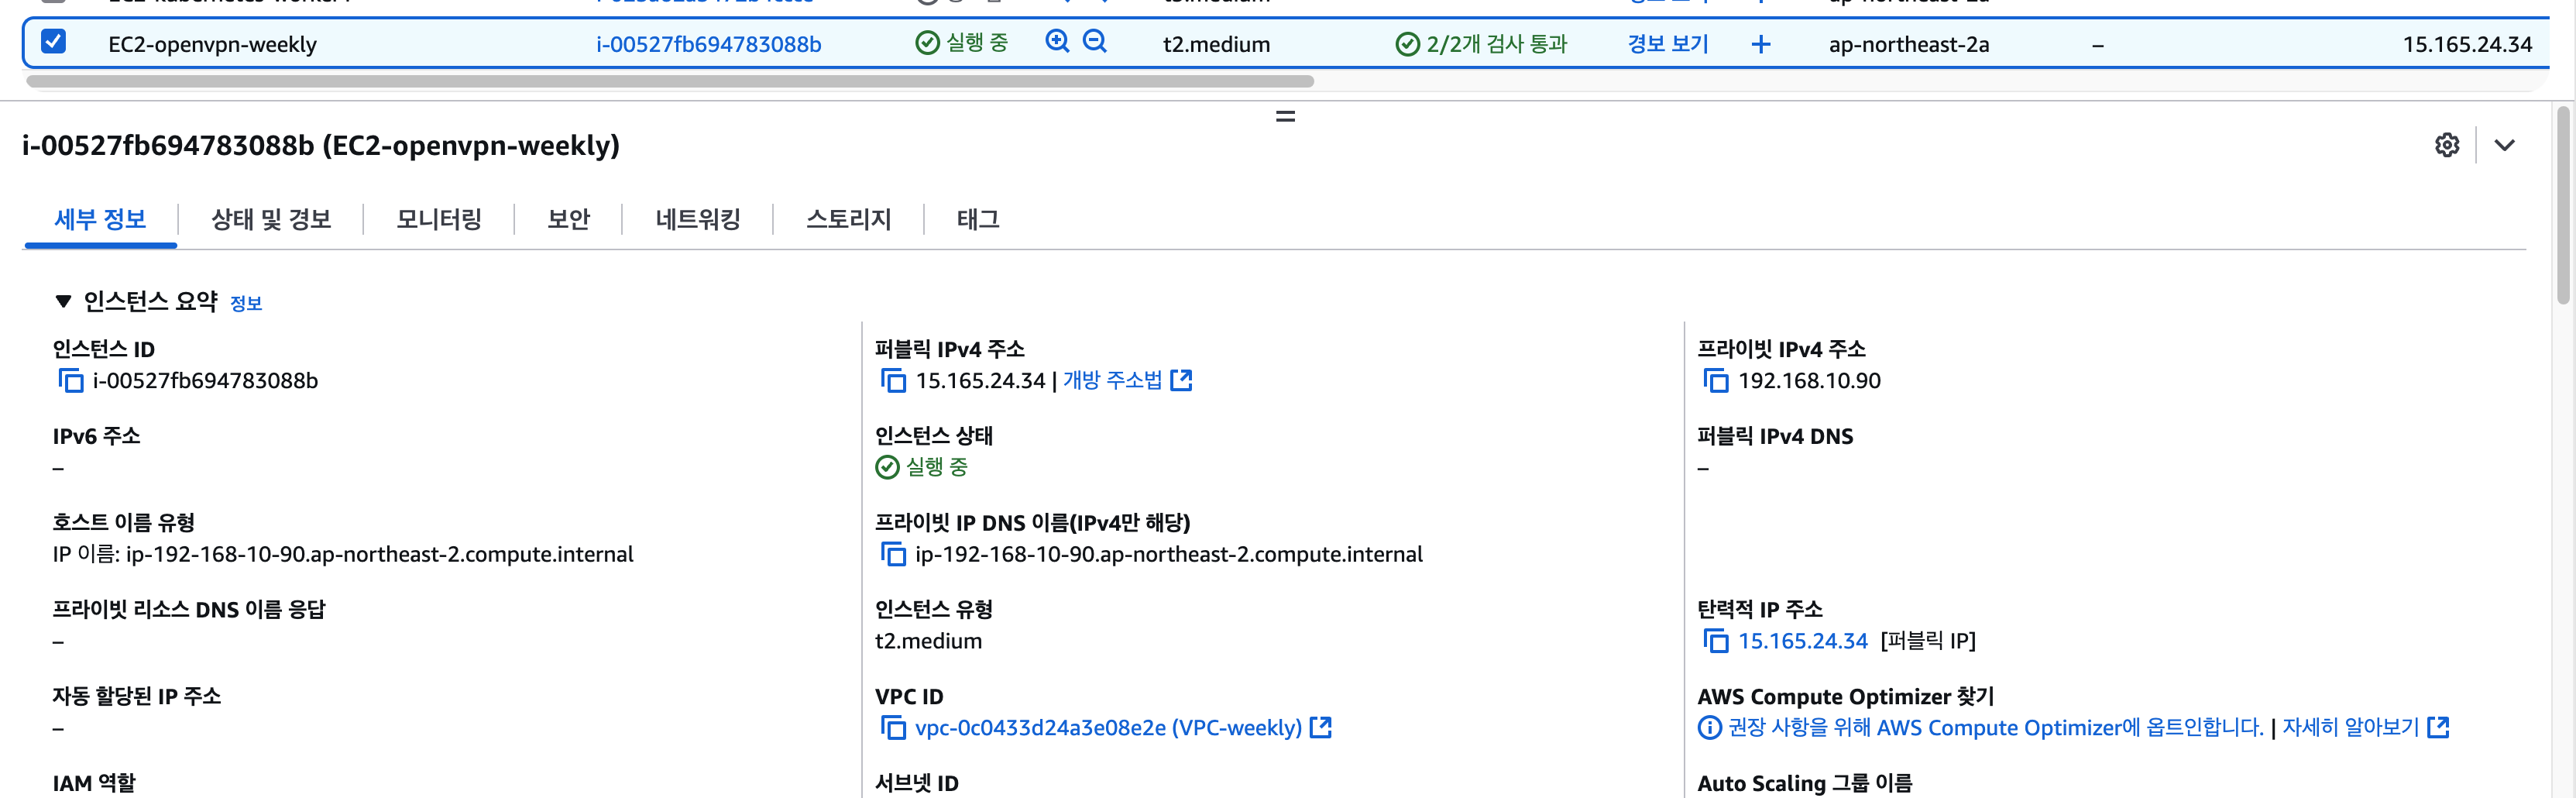 EC2-openvpn-weekly i-00527fb694783088b 실행 중 t2.medium 2/2개 검사 통과 경보 보기 + ap-northeast-2a – 15.165.24.34
i-00527fb694783088b (EC2-openvpn-weekly)
세부 정보 상태 및 경보 모니터링 보안 네트워킹 스토리지 태그
인스턴스 요약 정보
인스턴스 ID
i-00527fb694783088b
퍼블릭 IPv4 주소
15.165.24.34 | 개방 주소법
프라이빗 IPv4 주소
192.168.10.90
IPv6 주소
–
인스턴스 상태
실행 중
퍼블릭 IPv4 DNS
–
호스트 이름 유형
IP 이름: ip-192-168-10-90.ap-northeast-2.compute.internal
프라이빗 IP DNS 이름(IPv4만 해당)
ip-192-168-10-90.ap-northeast-2.compute.internal
프라이빗 리소스 DNS 이름 응답
–
인스턴스 유형
t2.medium
탄력적 IP 주소
15.165.24.34 [퍼블릭 IP]
자동 할당된 IP 주소
–
VPC ID
vpc-0c0433d24a3e08e2e (VPC-weekly)
AWS Compute Optimizer 찾기
권장 사항을 위해 AWS Compute Optimizer에 옵트인합니다. | 자세히 알아보기
IAM 역할
서브넷 ID
Auto Scaling 그룹 이름